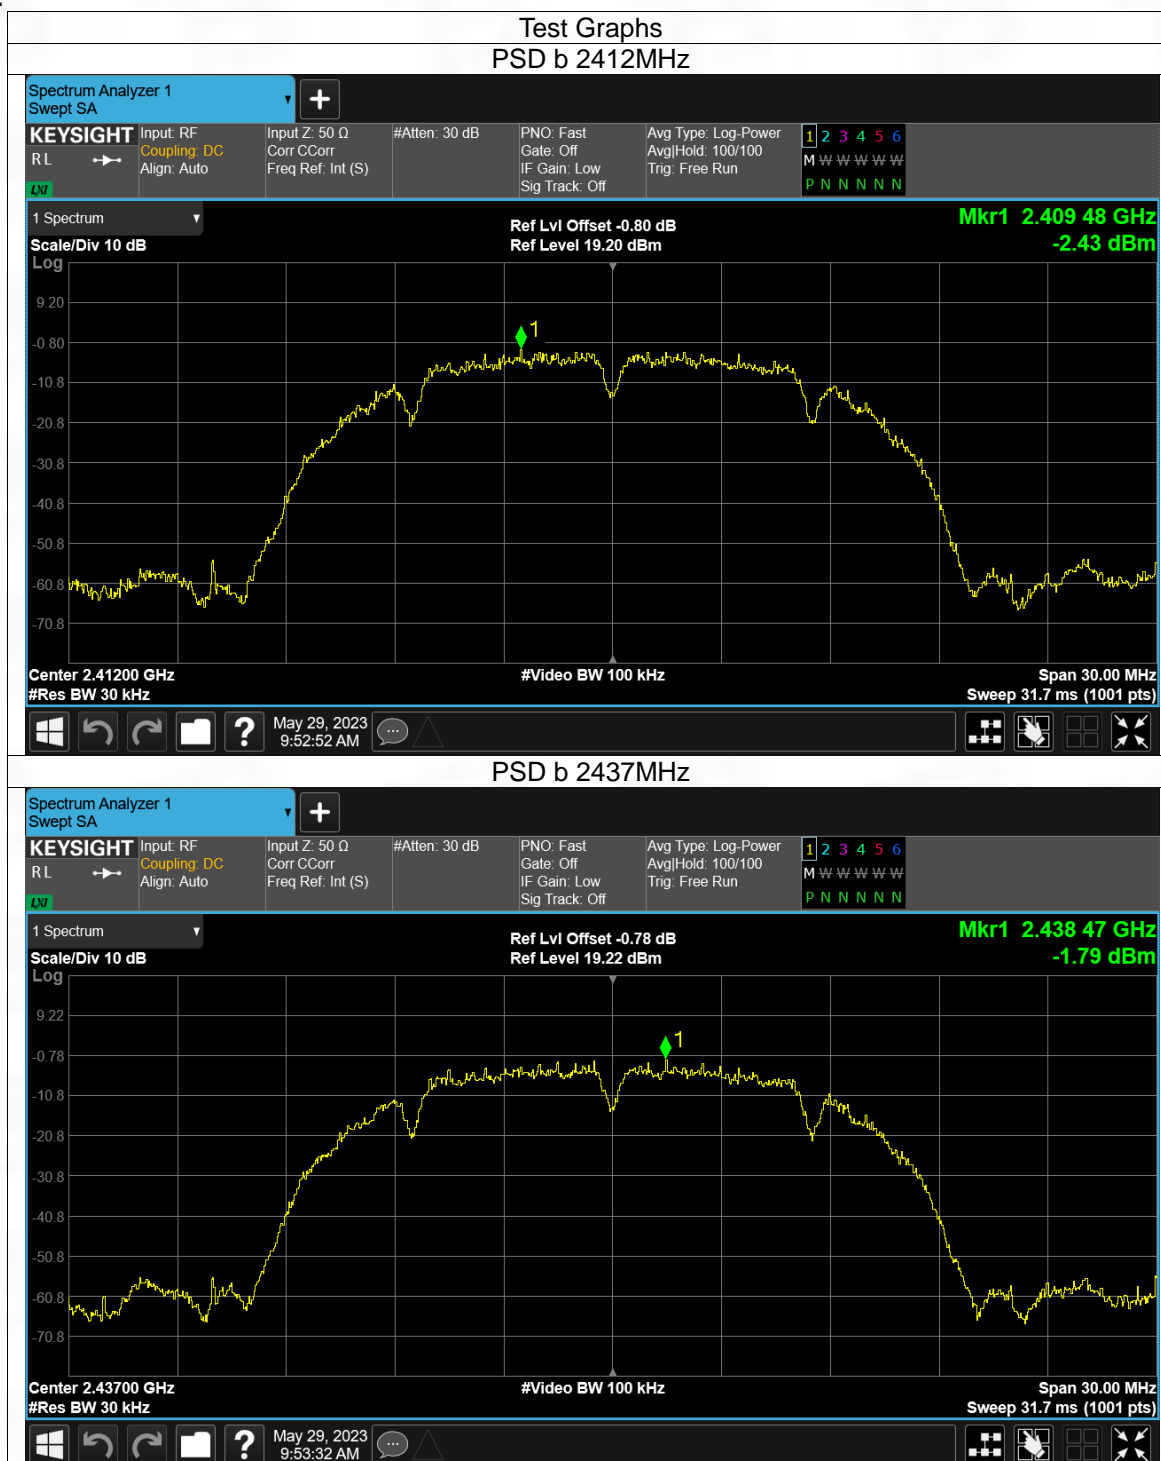 Test Graphs
PSD b 2412MHz
Spectrum Analyzer 1
Swept SA
KEYSIGHT
RL
LXI
Input: RF
Coupling: DC
Align: Auto
Input Z: 50 Ω
Corr CCorr
Freq Ref: Int (S)
#Atten: 30 dB
PNO: Fast
Gate: Off
IF Gain: Low
Sig Track: Off
Avg Type: Log-Power
Avg|Hold: 100/100
Trig: Free Run
1 2 3 4 5 6
M W W W W W
P N N N N N
1 Spectrum
Scale/Div 10 dB
Log
Ref Lvl Offset -0.80 dB
Ref Level 19.20 dBm
Mkr1 2.409 48 GHz
-2.43 dBm
1
9.20
-0.80
-10.8
-20.8
-30.8
-40.8
-50.8
-60.8
-70.8
Center 2.41200 GHz
#Res BW 30 kHz
#Video BW 100 kHz
Span 30.00 MHz
Sweep 31.7 ms (1001 pts)
?
May 29, 2023
9:52:52 AM
PSD b 2437MHz
Spectrum Analyzer 1
Swept SA
KEYSIGHT
RL
LXI
Input: RF
Coupling: DC
Align: Auto
Input Z: 50 Ω
Corr CCorr
Freq Ref: Int (S)
#Atten: 30 dB
PNO: Fast
Gate: Off
IF Gain: Low
Sig Track: Off
Avg Type: Log-Power
Avg|Hold: 100/100
Trig: Free Run
1 2 3 4 5 6
M W W W W W
P N N N N N
1 Spectrum
Scale/Div 10 dB
Log
Ref Lvl Offset -0.78 dB
Ref Level 19.22 dBm
Mkr1 2.438 47 GHz
-1.79 dBm
1
9.22
-0.78
-10.8
-20.8
-30.8
-40.8
-50.8
-60.8
-70.8
Center 2.43700 GHz
#Res BW 30 kHz
#Video BW 100 kHz
Span 30.00 MHz
Sweep 31.7 ms (1001 pts)
?
May 29, 2023
9:53:32 AM